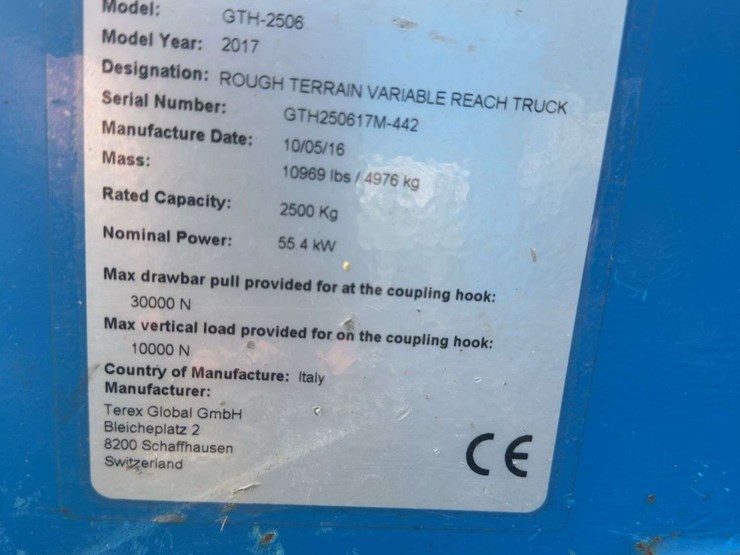 Model: GTH-2506
Model Year: 2017
Designation: ROUGH TERRAIN VARIABLE REACH TRUCK
Serial Number: GTH250617M-442
Manufacture Date: 10/05/16
Mass: 10969 lbs / 4976 kg
Rated Capacity: 2500 Kg
Nominal Power: 55.4 kW
Max drawbar pull provided for at the coupling hook:
30000 N
Max vertical load provided for on the coupling hook:
10000 N
Country of Manufacture: Italy
Manufacturer:
Terex Global GmbH
Bleicheplatz 2
8200 Schaffhausen
Switzerland
CE